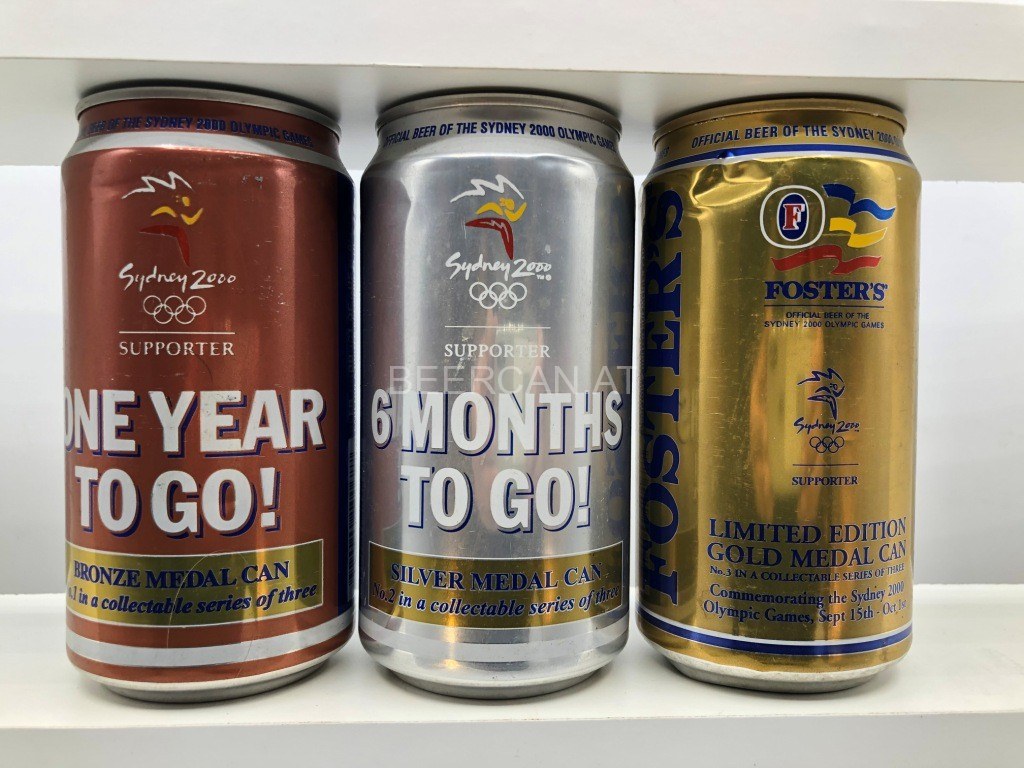 BEER OF THE SYDNEY 2000 OLYMPIC GAMES
Sydney 2000
SUPPORTER
ONE YEAR
TO GO!
BRONZE MEDAL CAN
.1 in a collectable series of three
OFFICIAL BEER OF THE SYDNEY 2000 OLYMPIC GAMES
Sydney 2000
TM
SUPPORTER
6 MONTHS
TO GO!
SILVER MEDAL CAN
No.2 in a collectable series of three
OFFICIAL BEER OF THE SYDNEY 2000
FOSTER'S
F
FOSTER'S
OFFICIAL BEER OF THE
SYDNEY 2000 OLYMPIC GAMES
Sydney 2000
SUPPORTER
LIMITED EDITION
GOLD MEDAL CAN
No.3 IN A COLLECTABLE SERIES OF THREE
Commemorating the Sydney 2000
Olympic Games, Sept 15th - Oct 1st
BEERCAN.AT